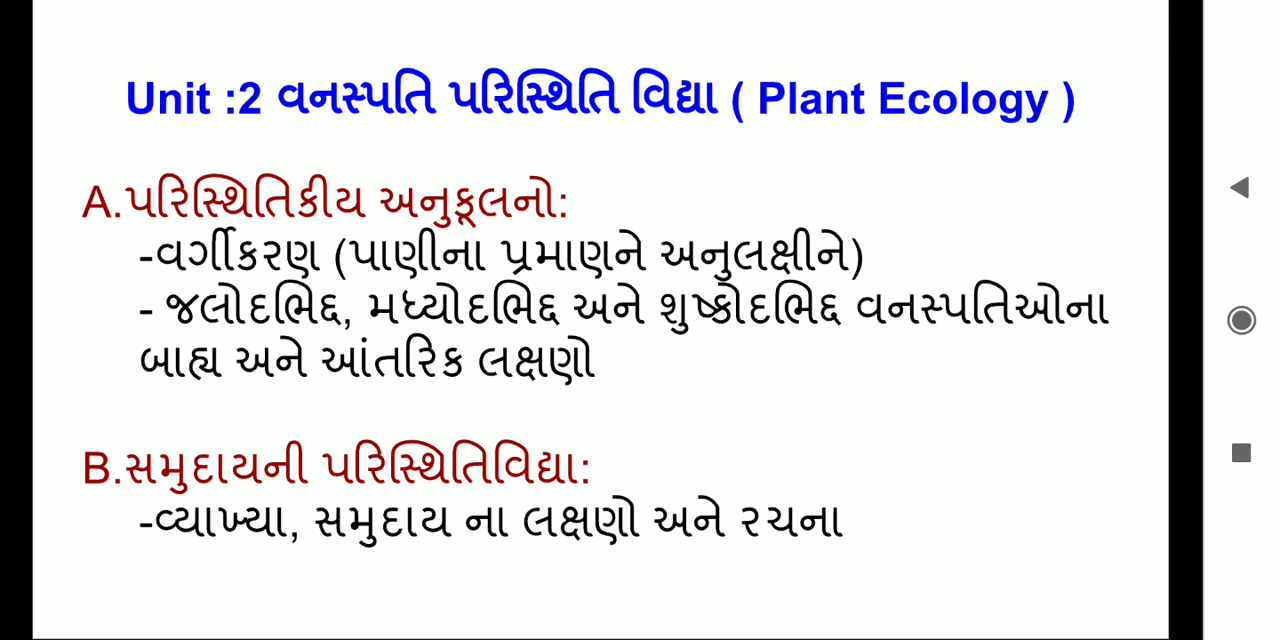 Unit :2 વનસ્પતિ પરિસ્થિતિ વિદ્યા ( Plant Ecology )
A.પરિસ્થિતિકીય અનુકૂલનો:
-વર્ગીકરણ (પાણીના પ્રમાણને અનુલક્ષીને)
- જલોદભિદ્દ, મધ્યોદભિદ્દ અને શુષ્કોદભિદ્દ વનસ્પતિઓના
બાહ્ય અને આંતરિક લક્ષણો
B.સમુદાયની પરિસ્થિતિવિદ્યા:
-વ્યાખ્યા, સમુદાય ના લક્ષણો અને રચના